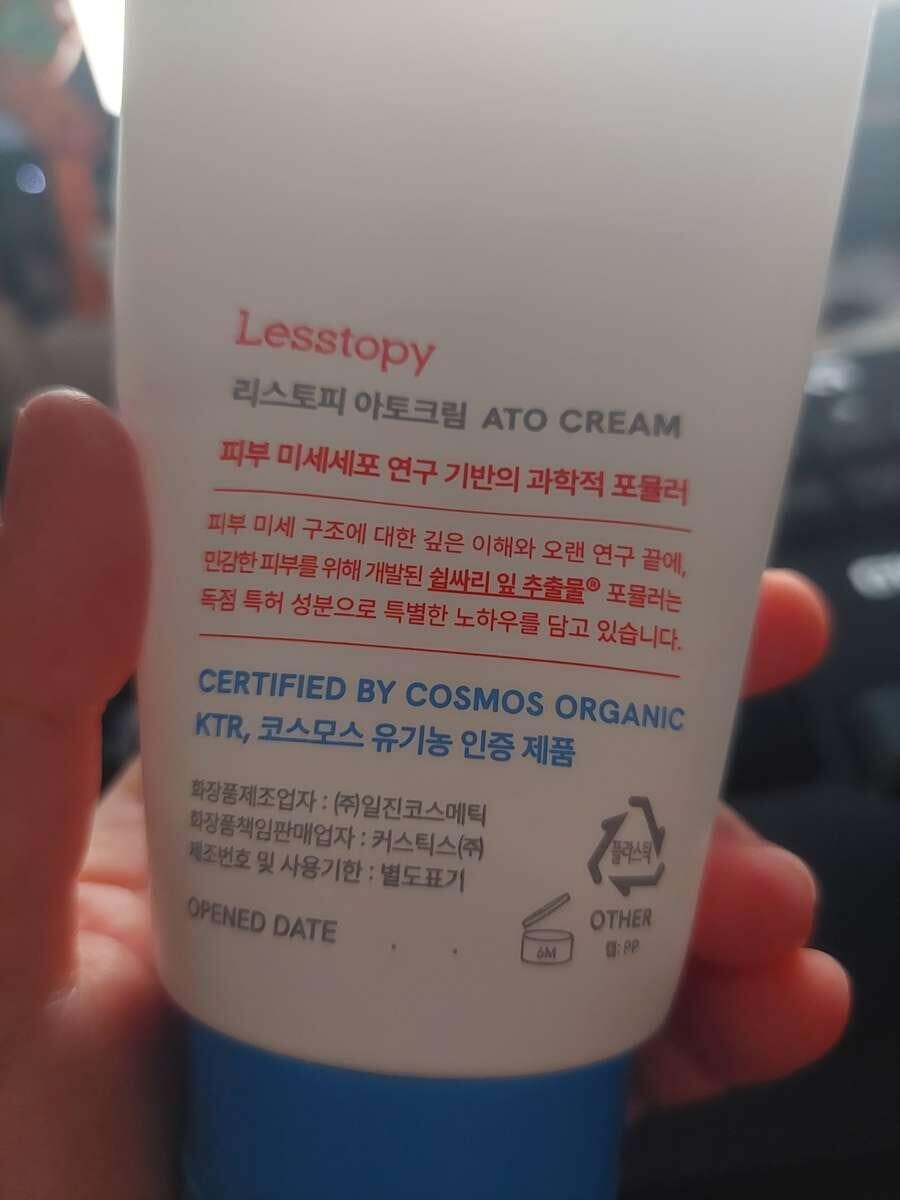 Lesstopy
리스토피 아토크림 ATO CREAM
피부 미세세포 연구 기반의 과학적 포뮬러
피부 미세 구조에 대한 깊은 이해와 오랜 연구 끝에,
민감한 피부를 위해 개발된 쉽싸리 잎 추출물® 포뮬러는
독점 특허 성분으로 특별한 노하우를 담고 있습니다.
CERTIFIED BY COSMOS ORGANIC
KTR, 코스모스 유기농 인증 제품
화장품제조업자 : (주)일진코스메틱
화장품책임판매업자 : 커스틱스(주)
제조번호 및 사용기한 : 별도표기
OPENED DATE . .
6M
플라스틱
OTHER
캡: PP